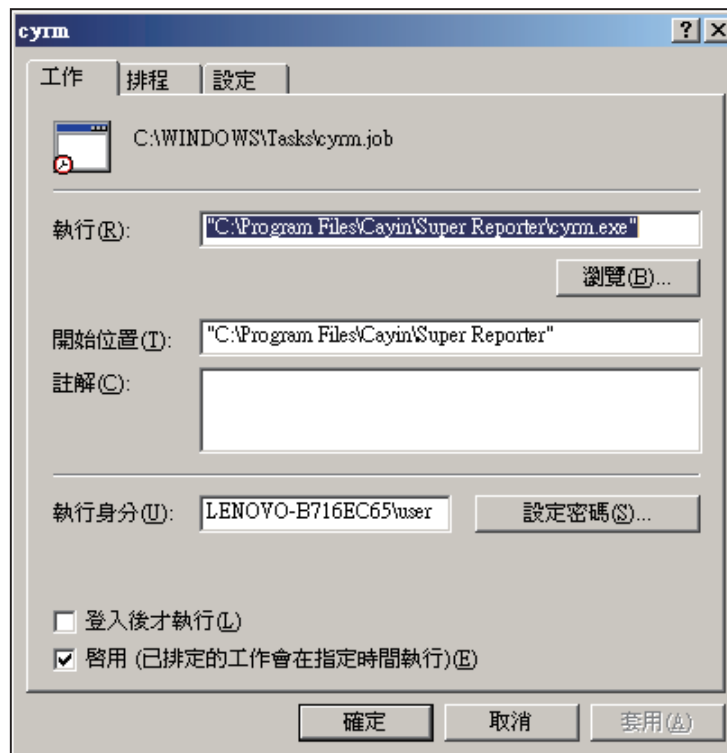 cyrm
工作 排程 設定
C:\WINDOWS\Tasks\cyrm.job
執行(R): "C:\Program Files\Cayin\Super Reporter\cyrm.exe"
瀏覽(B)...
開始位置(T): "C:\Program Files\Cayin\Super Reporter"
註解(C):
執行身分(U): LENOVO-B716EC65\user 設定密碼(S)...
登入後才執行(L)
啟用 (已排定的工作會在指定時間執行)(E)
確定 取消 套用(A)